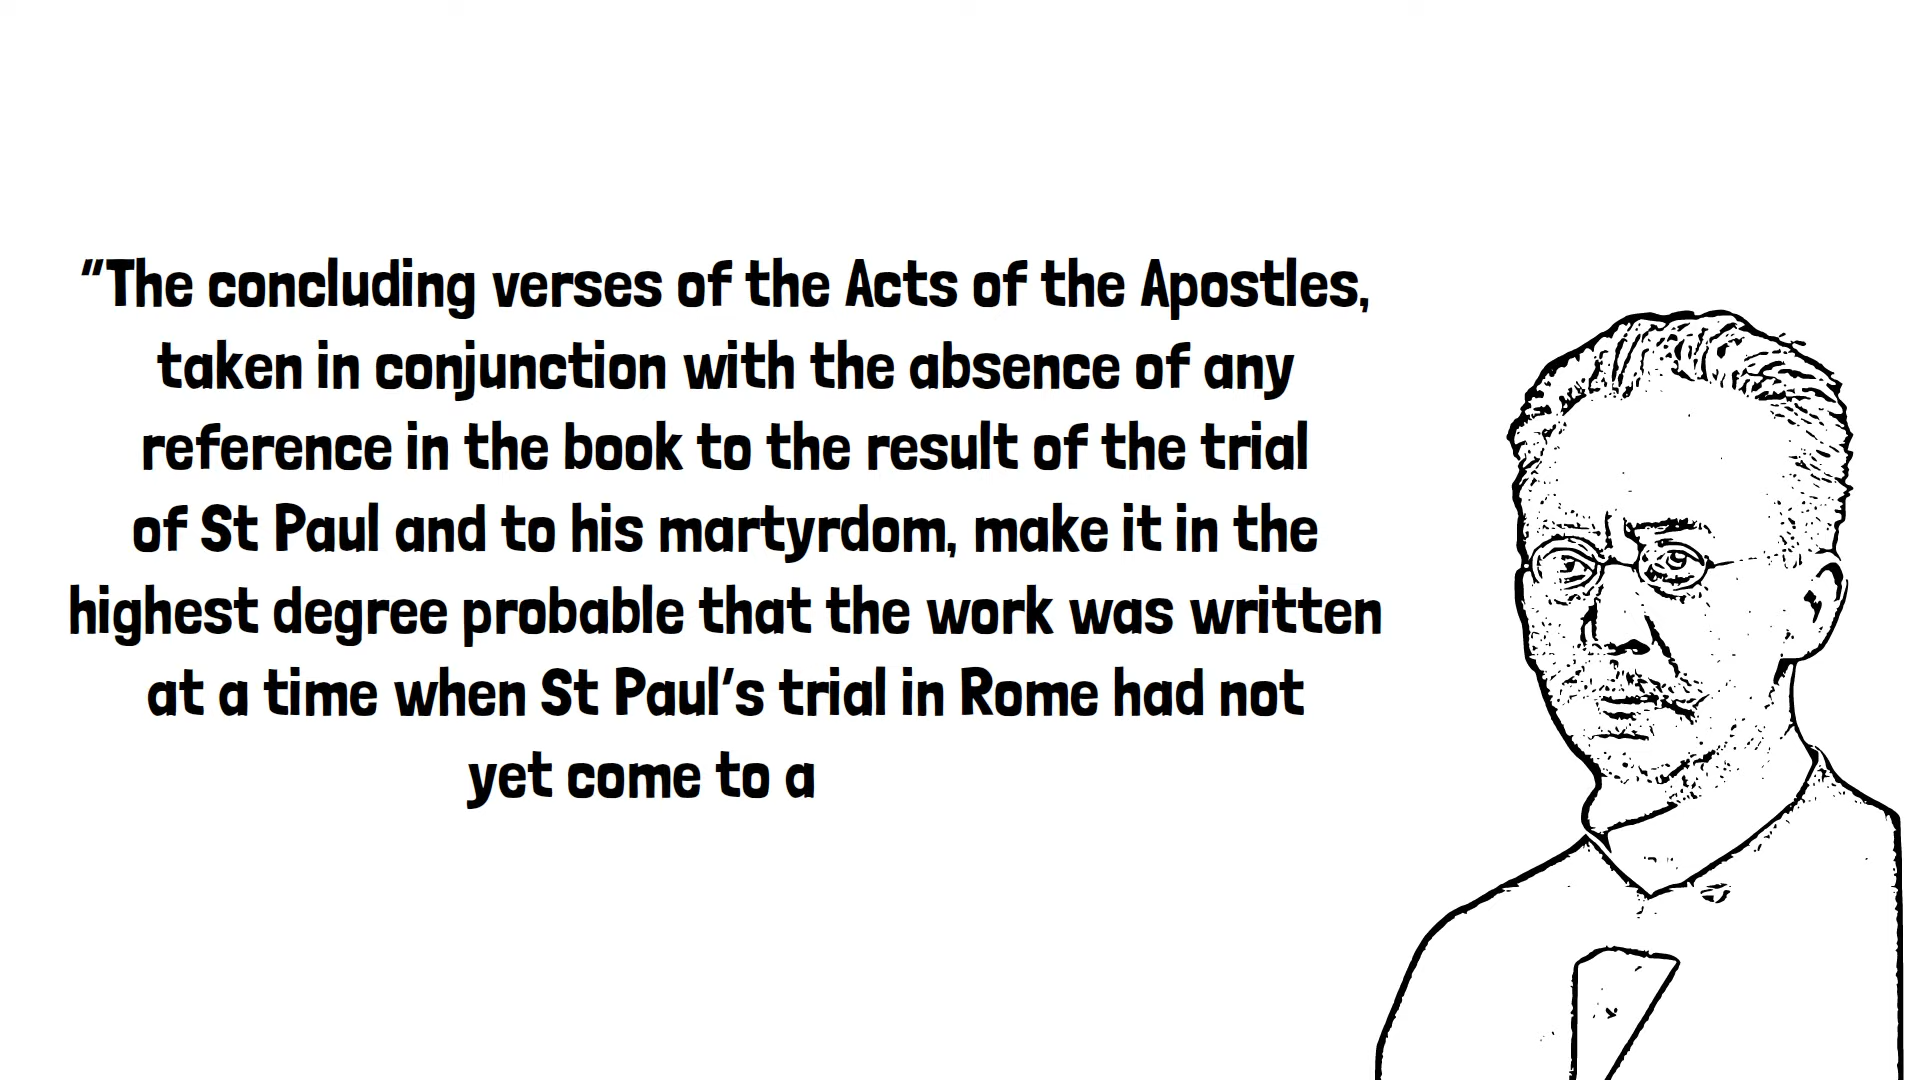 “The concluding verses of the Acts of the Apostles,
taken in conjunction with the absence of any
reference in the book to the result of the trial
of St Paul and to his martyrdom, make it in the
highest degree probable that the work was written
at a time when St Paul’s trial in Rome had not
yet come to a